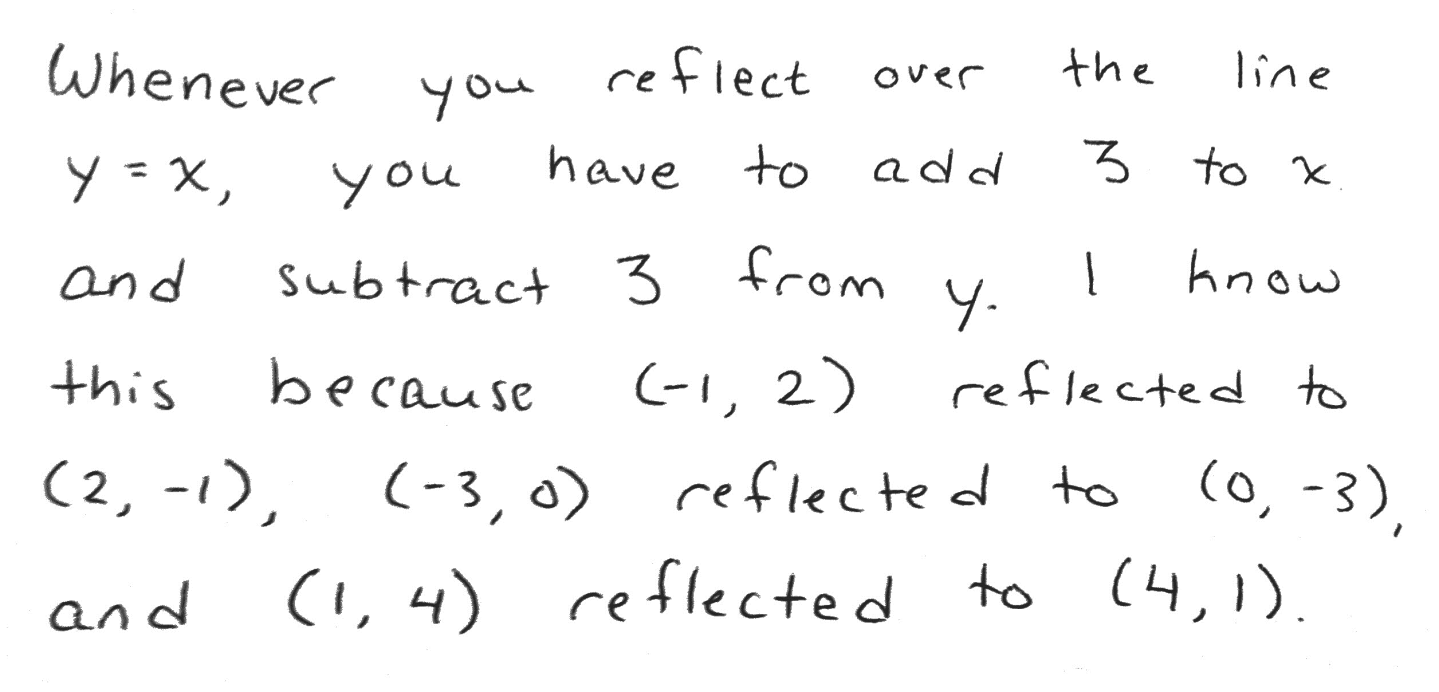 Whenever you reflect over the line
y = x, you have to add 3 to x
and subtract 3 from y. I know
this because (-1, 2) reflected to
(2, -1), (-3, 0) reflected to (0, -3),
and (1, 4) reflected to (4, 1).